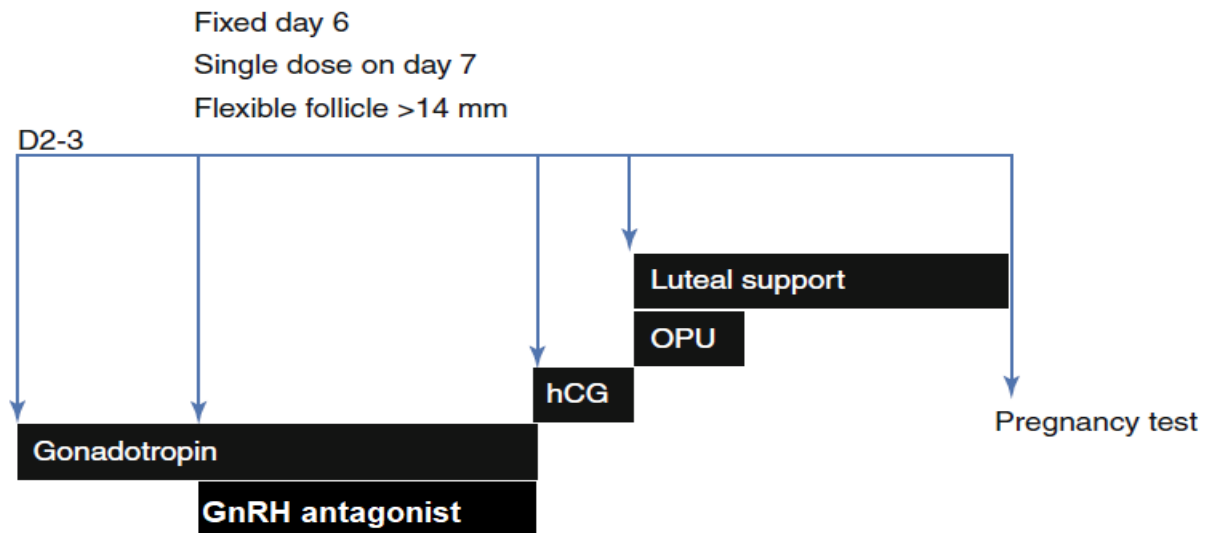 Fixed day 6
Single dose on day 7
Flexible follicle >14 mm
D2-3
Luteal support
OPU
hCG
Pregnancy test
Gonadotropin
GnRH antagonist